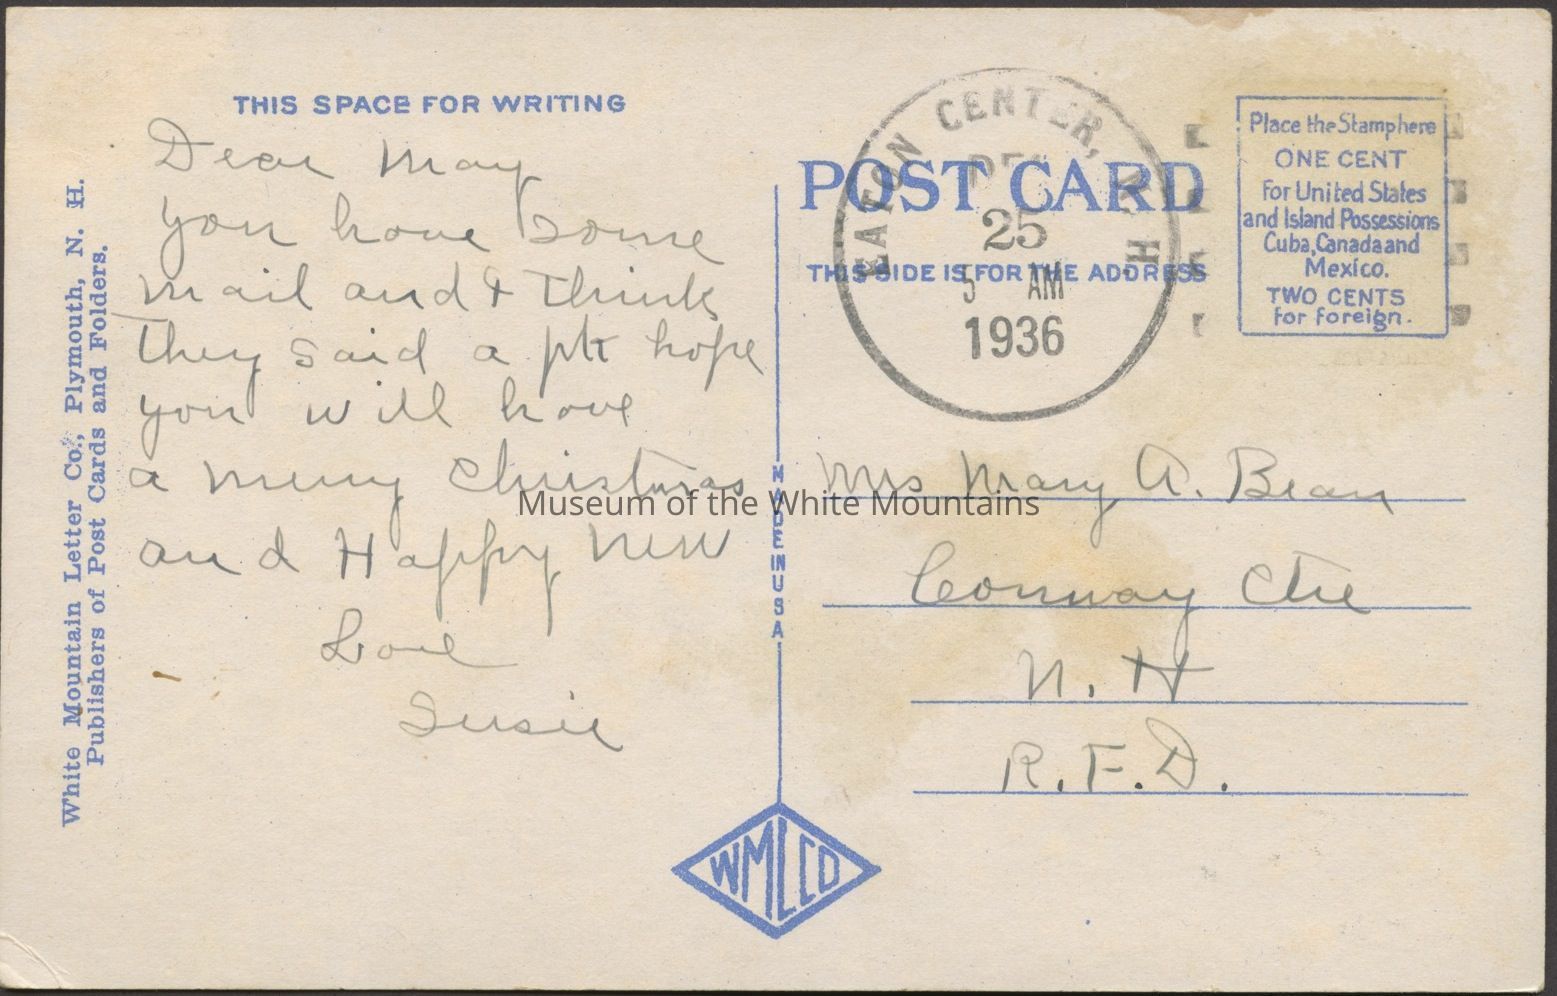 THIS SPACE FOR WRITING
Dear May
you have some
mail and I think
they said a pk hope
you will have
a merry Christmas
and Happy New
Love
Susie
White Mountain Letter Co., Plymouth, N. H.
Publishers of Post Cards and Folders.
MADE IN USA
WMLCO
POST CARD
THIS SIDE IS FOR THE ADDRESS
EATON CENTER, N. H
DEC
25
5 AM
1936
Place the Stamp here
ONE CENT
For United States
and Island Possessions
Cuba, Canada and
Mexico.
TWO CENTS
for foreign.
Mrs Mary A. Bean
Conway Ctre
N. H
R. F. D.
Museum of the White Mountains